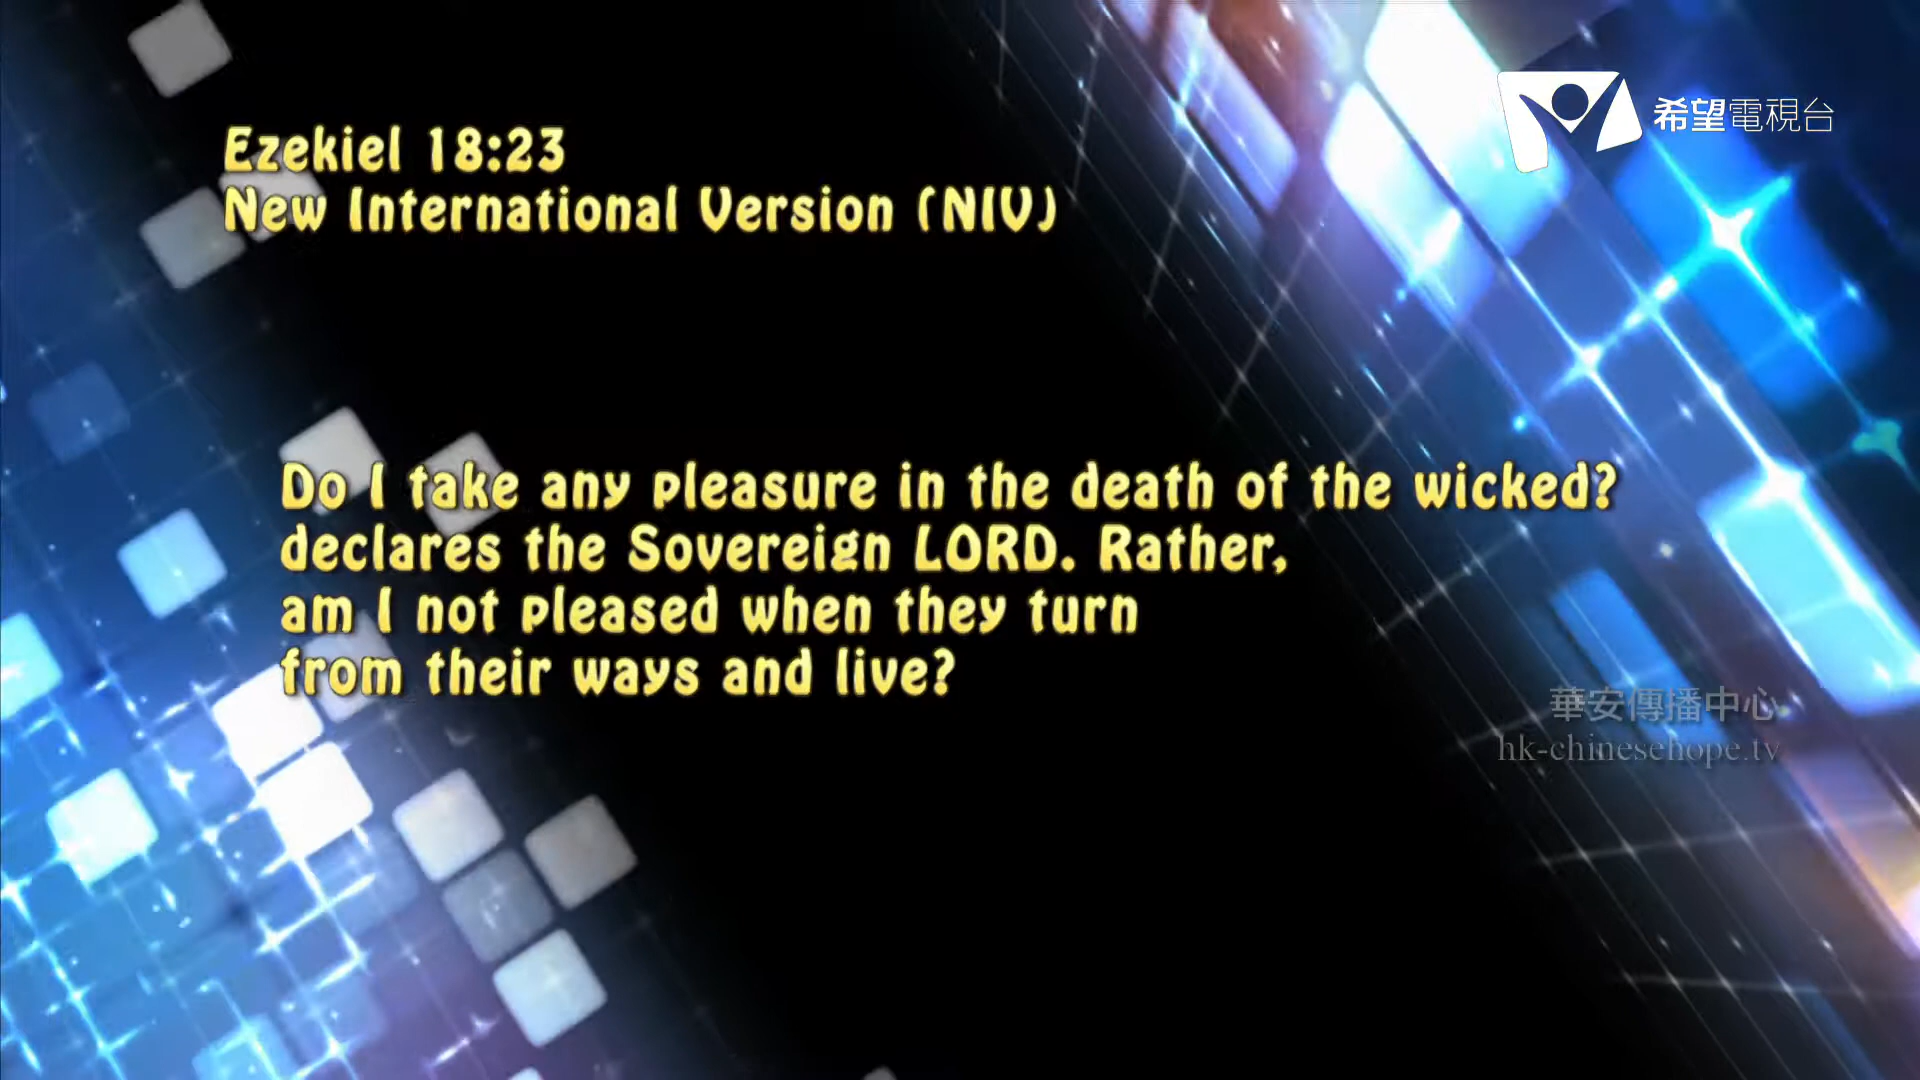 希望電視台
Ezekiel 18:23
New International Version (NIV)
Do I take any pleasure in the death of the wicked?
declares the Sovereign LORD. Rather,
am I not pleased when they turn
from their ways and live?
華安傳播中心
hk-chinesehope.tv